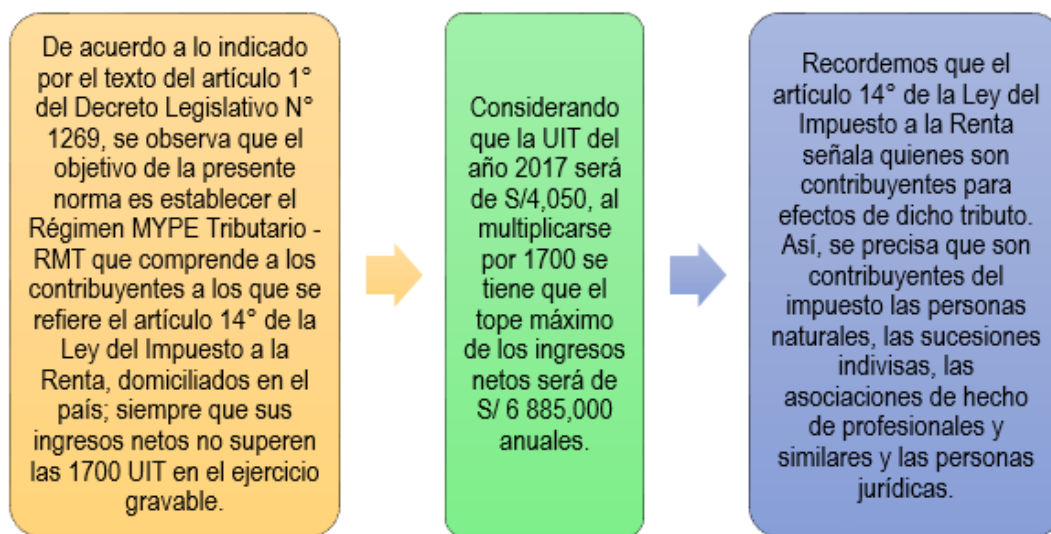 De acuerdo a lo indicado
por el texto del artículo 1°
del Decreto Legislativo N°
1269, se observa que el
objetivo de la presente
norma es establecer el
Régimen MYPE Tributario -
RMT que comprende a los
contribuyentes a los que se
refiere el artículo 14° de la
Ley del Impuesto a la
Renta, domiciliados en el
país; siempre que sus
ingresos netos no superen
las 1700 UIT en el ejercicio
gravable.
Considerando
que la UIT del
año 2017 será
de S/4,050, al
multiplicarse
por 1700 se
tiene que el
tope máximo
de los ingresos
netos será de
S/ 6 885,000
anuales.
Recordemos que el
artículo 14° de la Ley del
Impuesto a la Renta
señala quienes son
contribuyentes para
efectos de dicho tributo.
Así, se precisa que son
contribuyentes del
impuesto las personas
naturales, las sucesiones
indivisas, las
asociaciones de hecho
de profesionales y
similares y las personas
jurídicas.